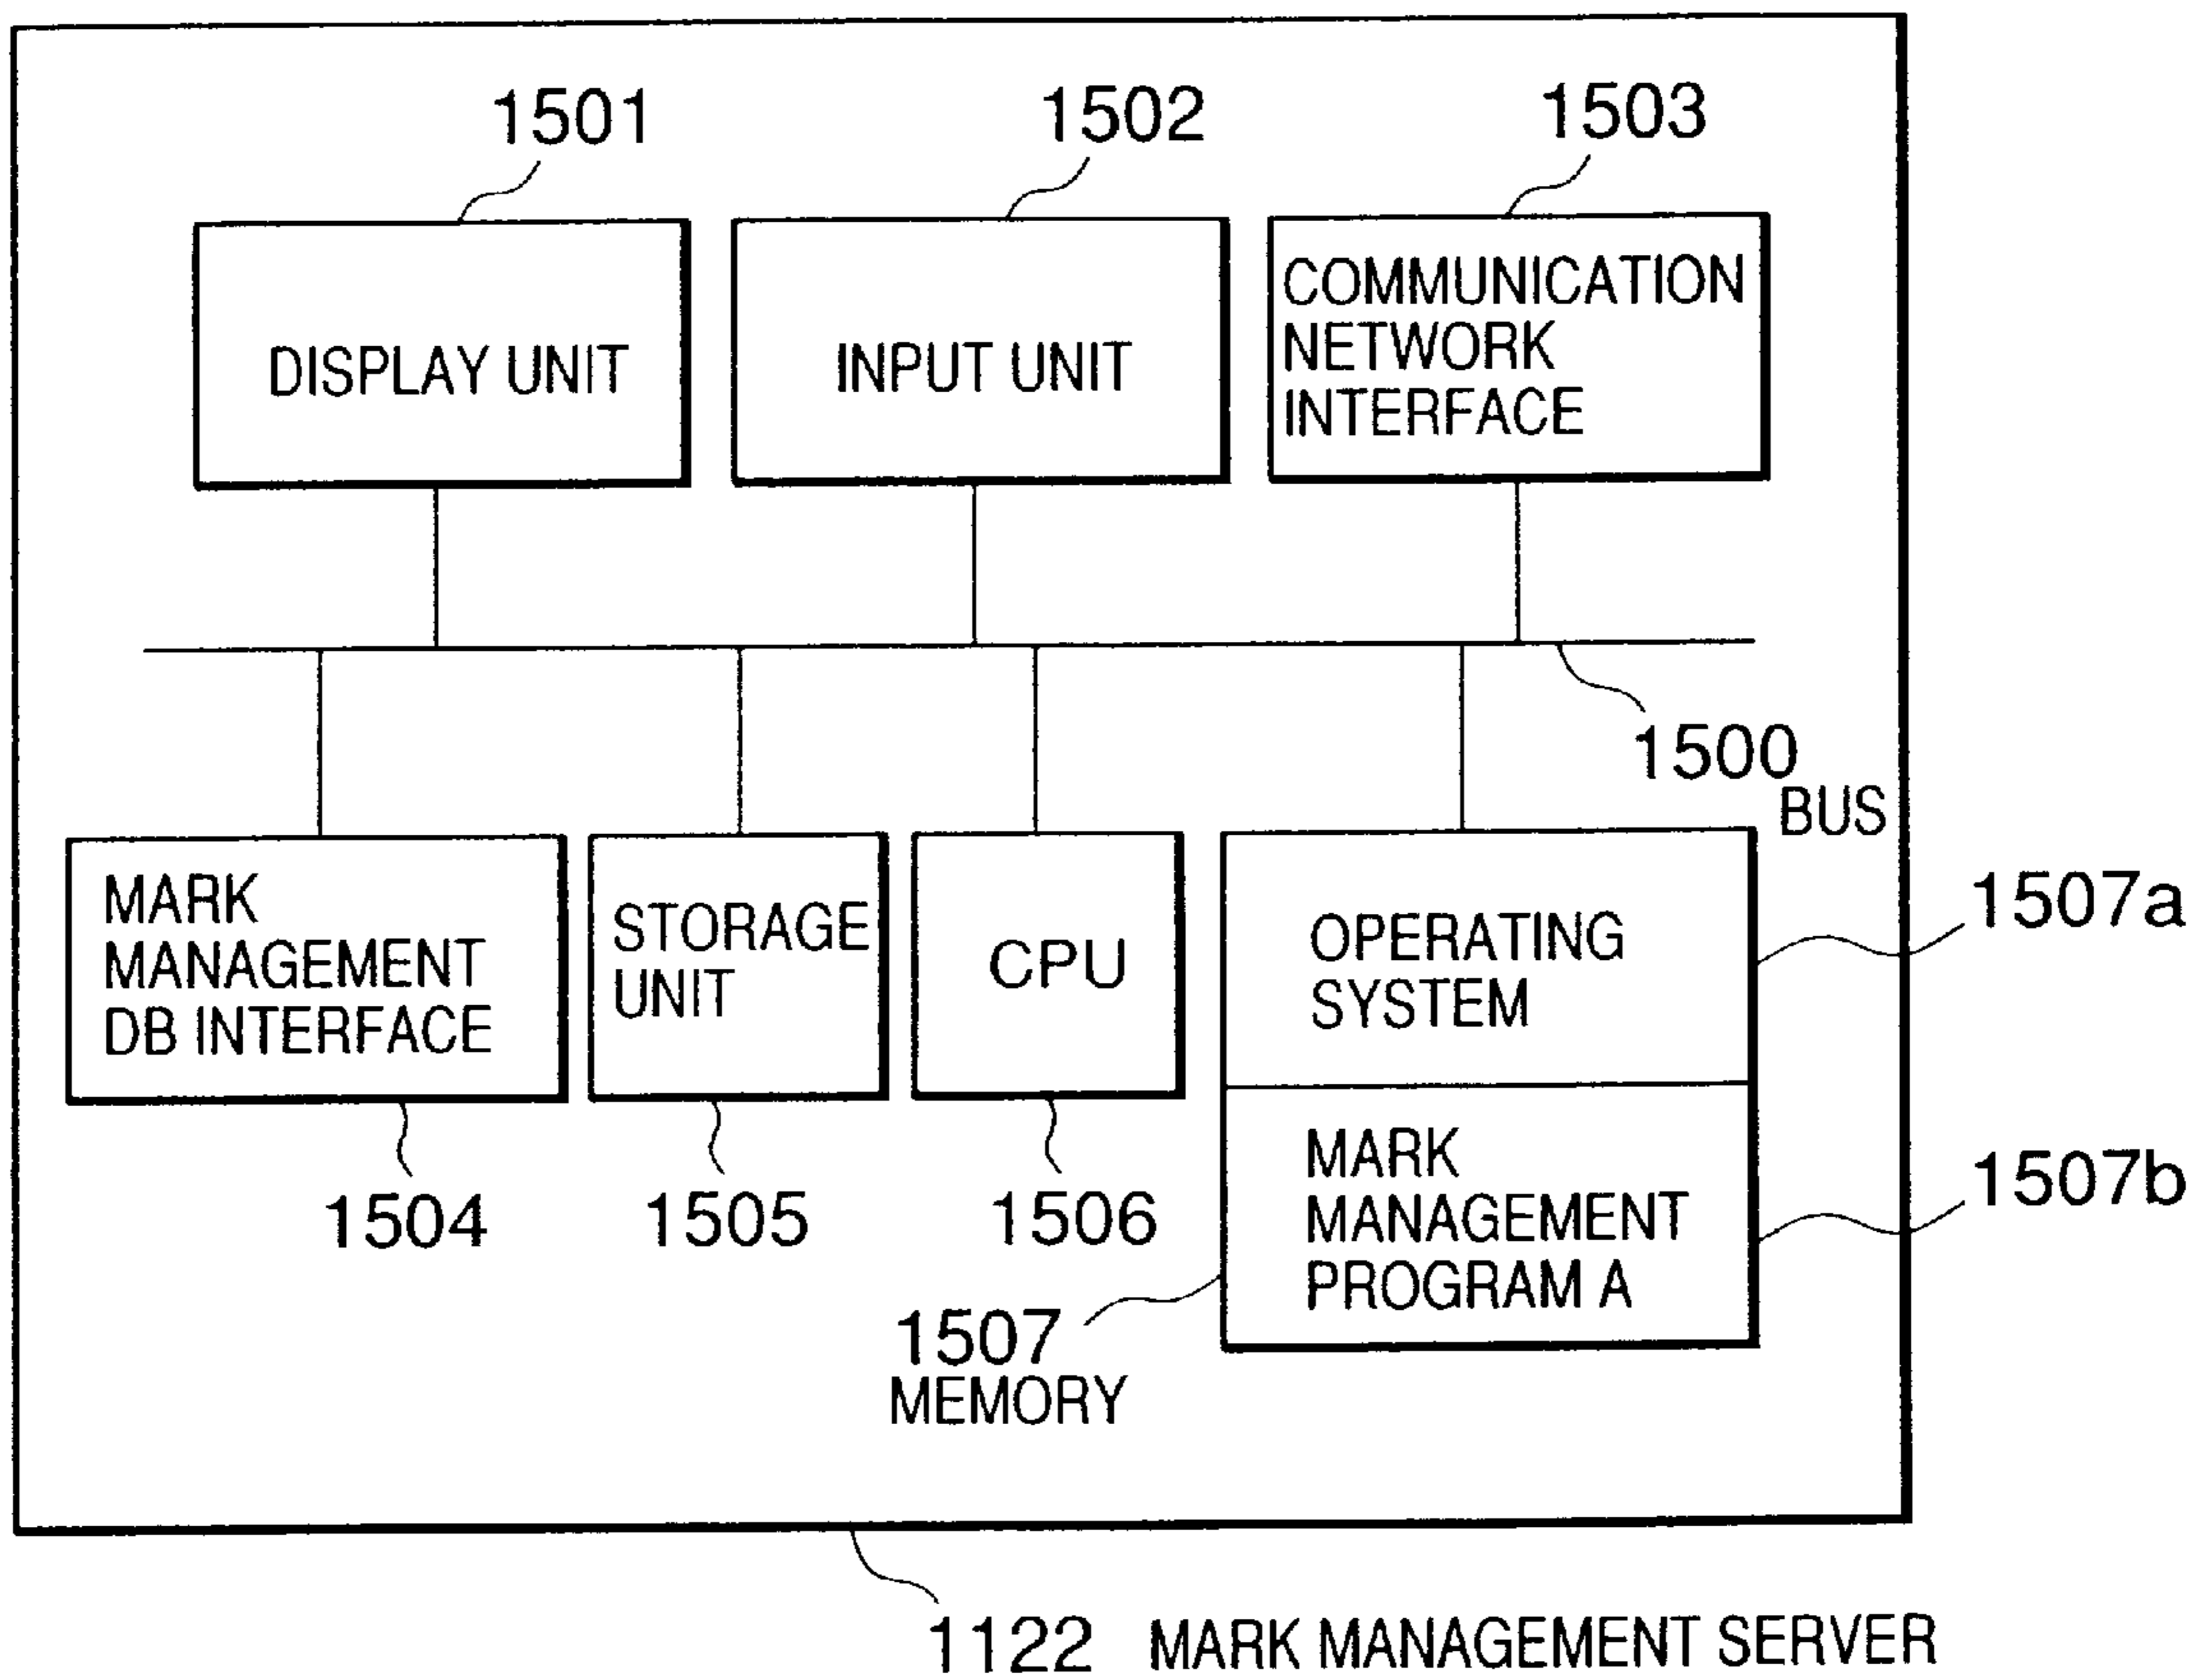 1501
1502
1503
DISPLAY UNIT
INPUT UNIT
COMMUNICATION
NETWORK
INTERFACE
1500
BUS
MARK
MANAGEMENT
DB INTERFACE
STORAGE
UNIT
CPU
OPERATING
SYSTEM
1507a
MARK
MANAGEMENT
PROGRAM A
1507b
1504
1505
1506
1507
MEMORY
1122 MARK MANAGEMENT SERVER